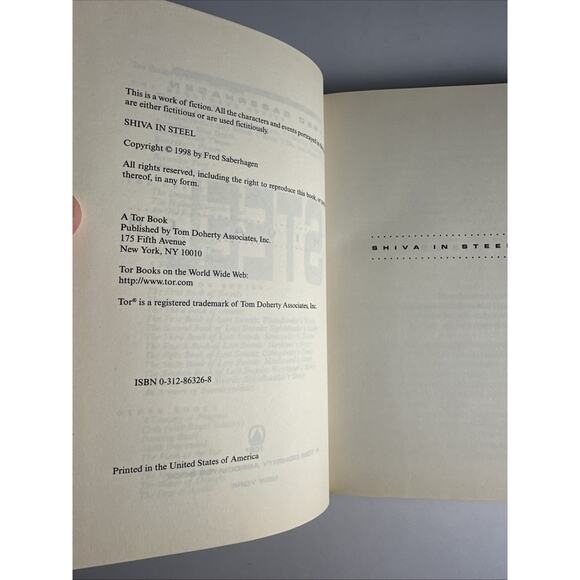 This is a work of fiction. All the characters and events portrayed in
are either fictitious or are used fictitiously.
SHIVA IN STEEL
Copyright © 1998 by Fred Saberhagen
All rights reserved, including the right to reproduce this book, or
thereof, in any form.
A Tor Book
Published by Tom Doherty Associates, Inc.
175 Fifth Avenue
New York, NY 10010
Tor Books on the World Wide Web:
http://www.tor.com
Tor® is a registered trademark of Tom Doherty Associates, Inc.
ISBN 0-312-86326-8
Printed in the United States of America
SHIVA IN STEEL